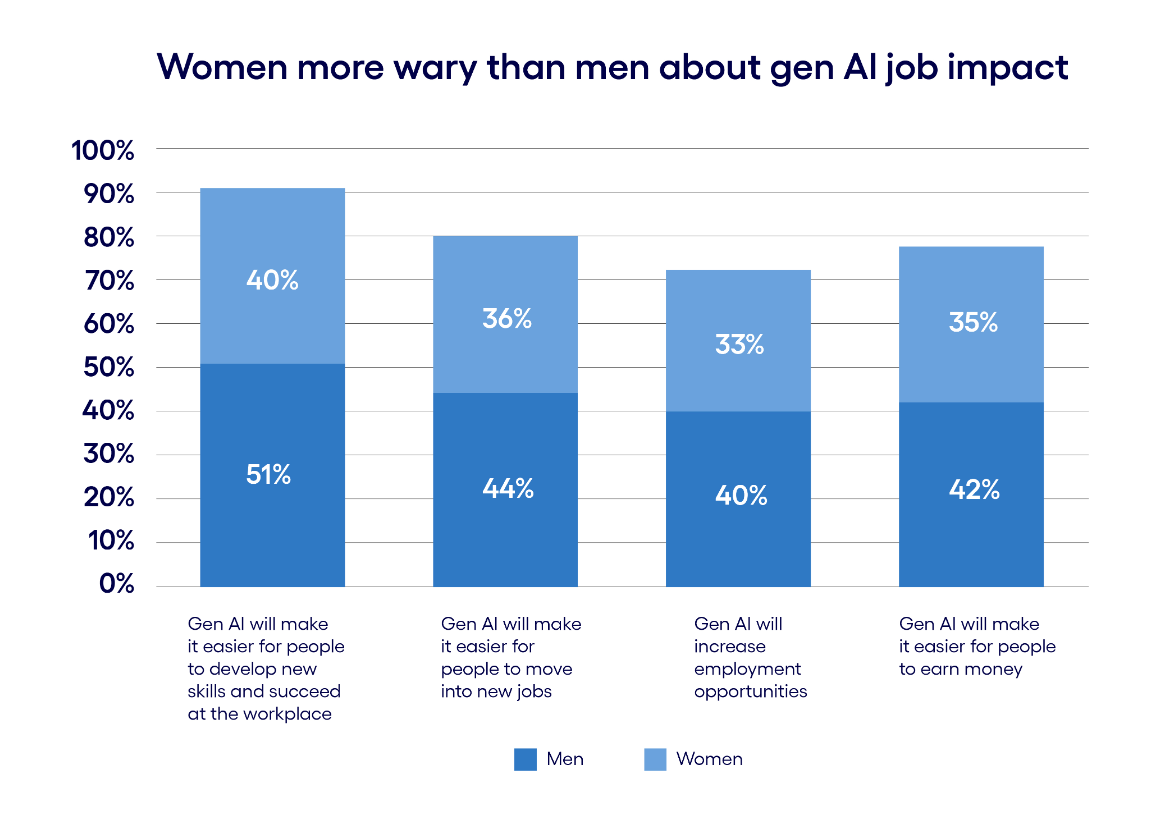 Women more wary than men about gen AI job impact
100%
90%
80%
70%
60%
50%
40%
30%
20%
10%
0%
40%
36%
33%
35%
51%
44%
40%
42%
Gen AI will make
it easier for people
to develop new
skills and succeed
at the workplace
Gen AI will make
it easier for
people to move
into new jobs
Gen AI will
increase
employment
opportunities
Gen AI will make
it easier for people
to earn money
Men
Women